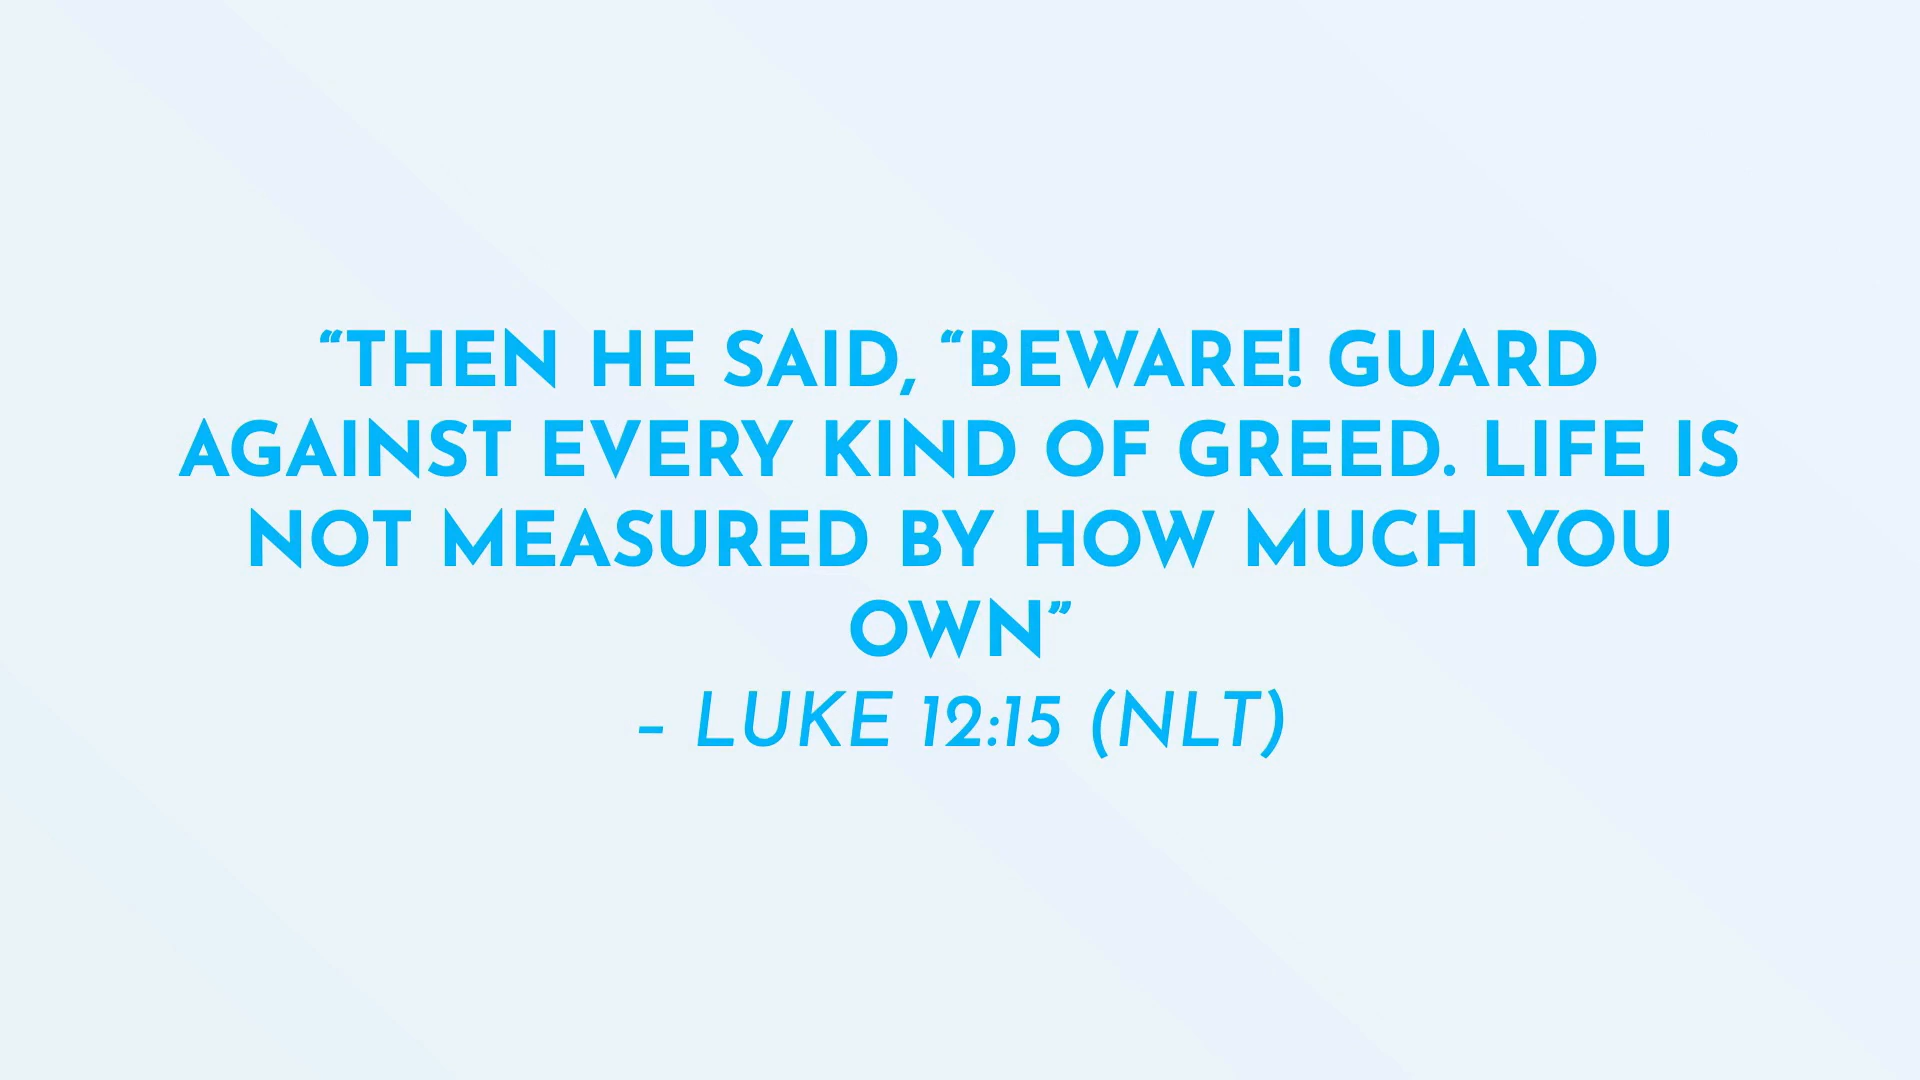 “THEN HE SAID, “BEWARE! GUARD
AGAINST EVERY KIND OF GREED. LIFE IS
NOT MEASURED BY HOW MUCH YOU
OWN”
– LUKE 12:15 (NLT)